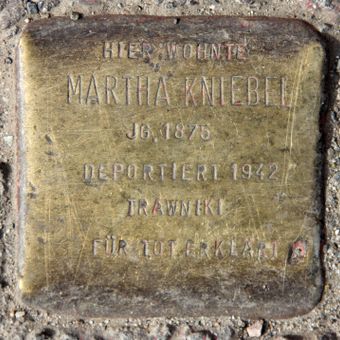 HIER WOHNTE
MARTHA KNIEBEL
JG. 1875
DEPORTIERT 1942
TRAWNIKI
FÜR TOT ERKLÄRT